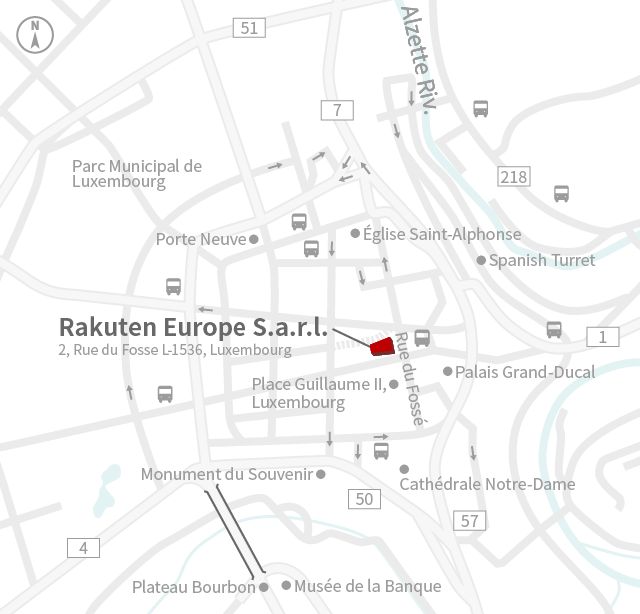 N
51
Alzette Riv.
7
Parc Municipal de
Luxembourg
218
Porte Neuve
Église Saint-Alphonse
Spanish Turret
Rakuten Europe S.a.r.l.
2, Rue du Fosse L-1536, Luxembourg
1
Rue du Fossé
Palais Grand-Ducal
Place Guillaume II,
Luxembourg
Monument du Souvenir
Cathédrale Notre-Dame
50
57
4
Plateau Bourbon
Musée de la Banque